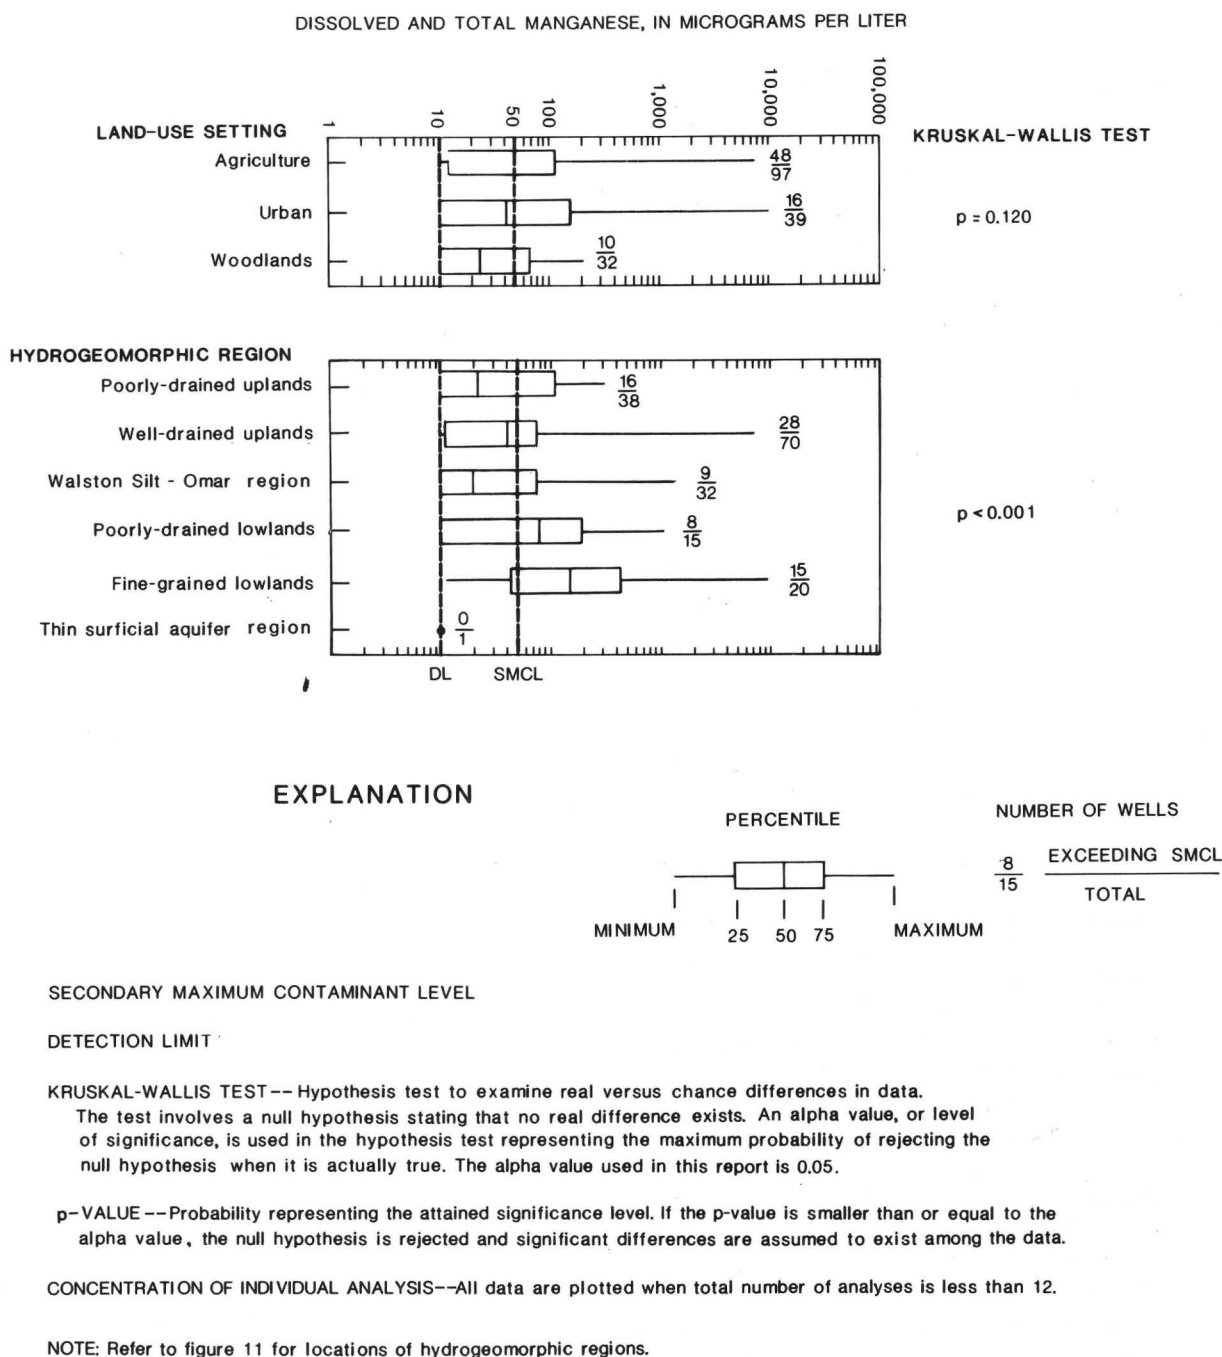 DISSOLVED AND TOTAL MANGANESE, IN MICROGRAMS PER LITER
1 10 50 100 1,000 10,000 100,000
LAND-USE SETTING
KRUSKAL-WALLIS TEST
Agriculture 48/97
Urban 16/39
p = 0.120
Woodlands 10/32
HYDROGEOMORPHIC REGION
Poorly-drained uplands 16/38
Well-drained uplands 28/70
Walston Silt - Omar region 9/32
p < 0.001
Poorly-drained lowlands 8/15
Fine-grained lowlands 15/20
Thin surficial aquifer region 0/1
DL SMCL
EXPLANATION
PERCENTILE
NUMBER OF WELLS
8/15 EXCEEDING SMCL
TOTAL
MINIMUM 25 50 75 MAXIMUM
SECONDARY MAXIMUM CONTAMINANT LEVEL
DETECTION LIMIT
KRUSKAL-WALLIS TEST-- Hypothesis test to examine real versus chance differences in data.
The test involves a null hypothesis stating that no real difference exists. An alpha value, or level
of significance, is used in the hypothesis test representing the maximum probability of rejecting the
null hypothesis when it is actually true. The alpha value used in this report is 0.05.
p-VALUE --Probability representing the attained significance level. If the p-value is smaller than or equal to the
alpha value, the null hypothesis is rejected and significant differences are assumed to exist among the data.
CONCENTRATION OF INDIVIDUAL ANALYSIS--All data are plotted when total number of analyses is less than 12.
NOTE: Refer to figure 11 for locations of hydrogeomorphic regions.